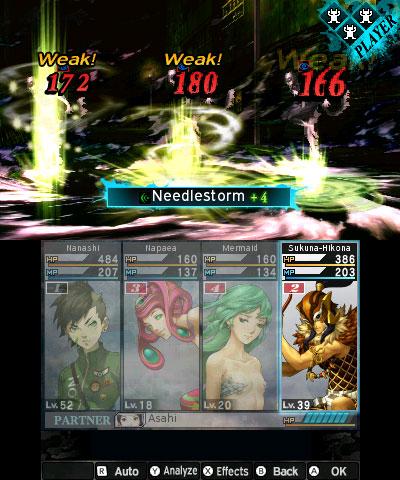 PLAYER
Weak! Weak! Weak!
172 180 166
Needlestorm +4
Nanashi Napaea Mermaid Sukuna-Hikona
HP 484 HP 160 HP 160 HP 386
MP 207 MP 137 MP 134 MP 203
1 3 4 2
Lv.52 Lv.18 Lv.20 Lv.39
PARTNER Asahi HP
R Auto Y Analyze X Effects B Back A OK